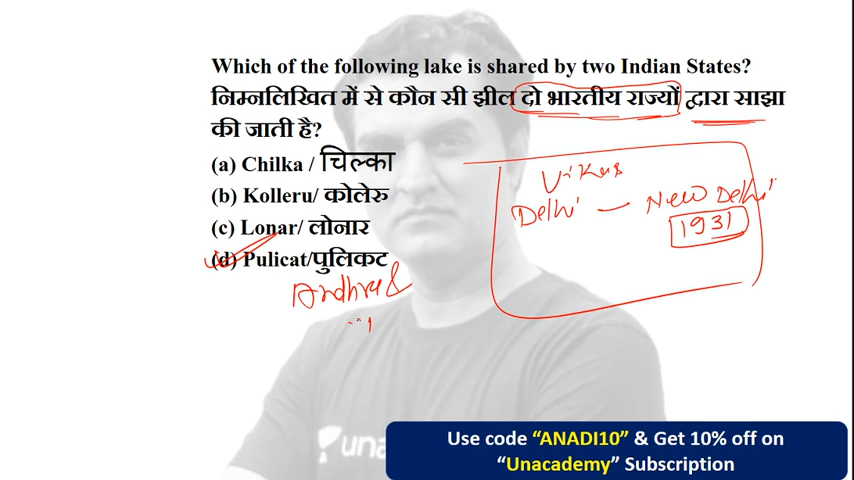 Which of the following lake is shared by two Indian States?
निम्नलिखित में से कौन सी झील दो भारतीय राज्यों द्वारा साझा
की जाती है?
(a) Chilka / चिल्का
(b) Kolleru/ कोलेरु
(c) Lonar/ लोनार
(d) Pulicat/पुलिकट
Andhra &
Vikas
Delhi — New Delhi
1931
una
Use code “ANADI10” & Get 10% off on
“Unacademy” Subscription